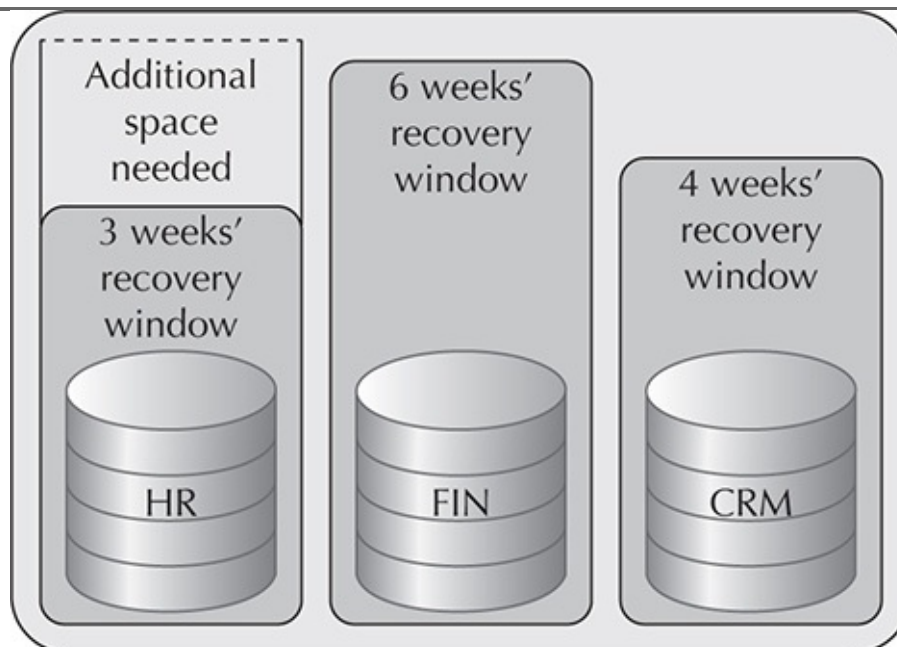 Additional
space
needed
3 weeks’
recovery
window
HR
6 weeks’
recovery
window
FIN
4 weeks’
recovery
window
CRM